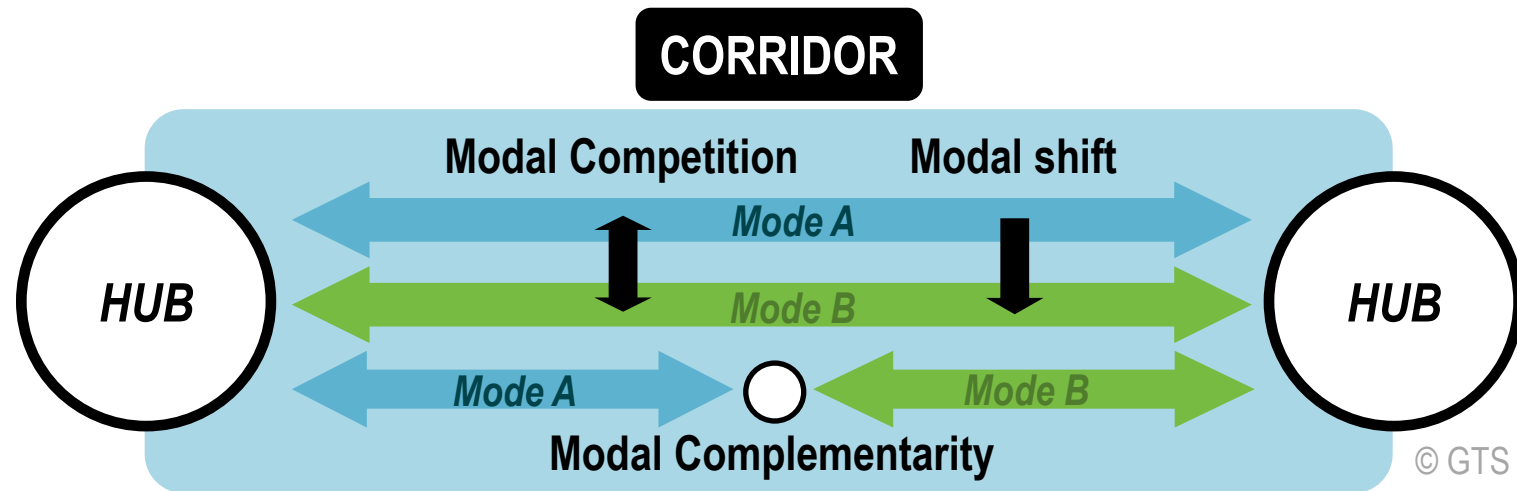 CORRIDOR
Modal Competition Modal shift
Mode A
HUB
Mode B
HUB
Mode A
Mode B
Modal Complementarity
© GTS